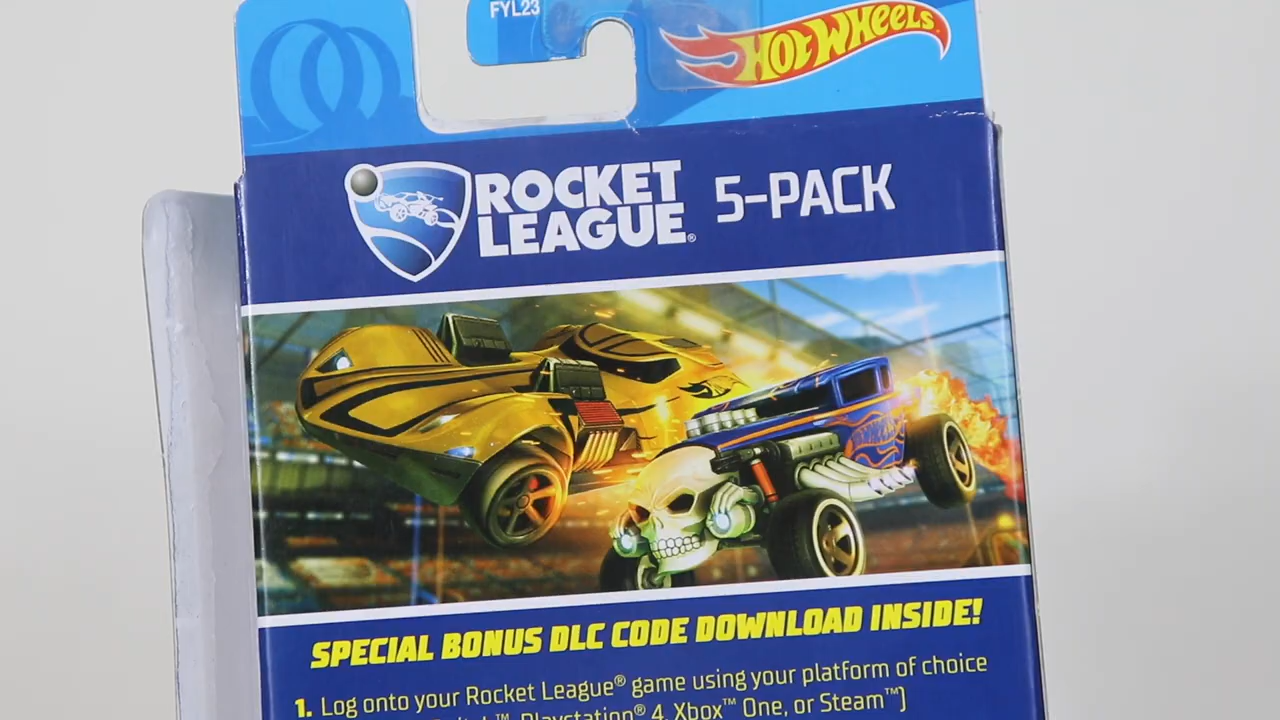 FYL23
HOT WHEELS
ROCKET
LEAGUE®
5-PACK
SPECIAL BONUS DLC CODE DOWNLOAD INSIDE!
1. Log onto your Rocket League® game using your platform of choice
Playstation® 4, Xbox™ One, or Steam™)